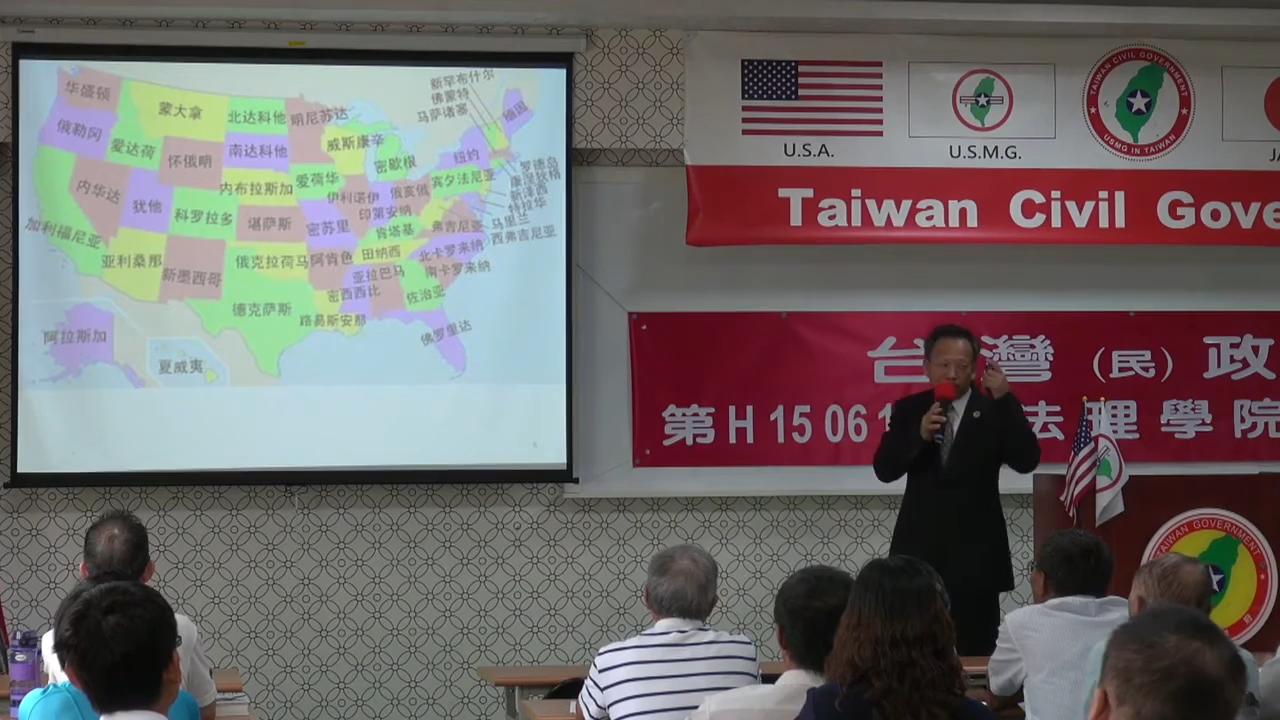 华盛顿
蒙大拿
北达科他
明尼苏达
新罕布什尔
佛蒙特
马萨诸塞
缅因
俄勒冈
爱达荷
怀俄明
南达科他
威斯康辛
密歇根
纽约
罗德岛
康涅狄格
新泽西
特拉华
马里兰
西弗吉尼亚
内华达
犹他
内布拉斯加
爱荷华
伊利诺伊
俄亥俄
宾夕法尼亚
科罗拉多
堪萨斯
密苏里
印第安纳
肯塔基
弗吉尼亚
加利福尼亚
亚利桑那
新墨西哥
俄克拉荷马
阿肯色
田纳西
北卡罗来纳
亚拉巴马
南卡罗来纳
密西西比
佐治亚
德克萨斯
路易斯安那
佛罗里达
阿拉斯加
夏威夷
U.S.A.
U.S.M.G.
TAIWAN CIVIL GOVERNMENT
USMG IN TAIWAN
JA
Taiwan Civil Gove
台灣(民)政
第H 15 06 1 法理學院
TAIWAN GOVERNMENT